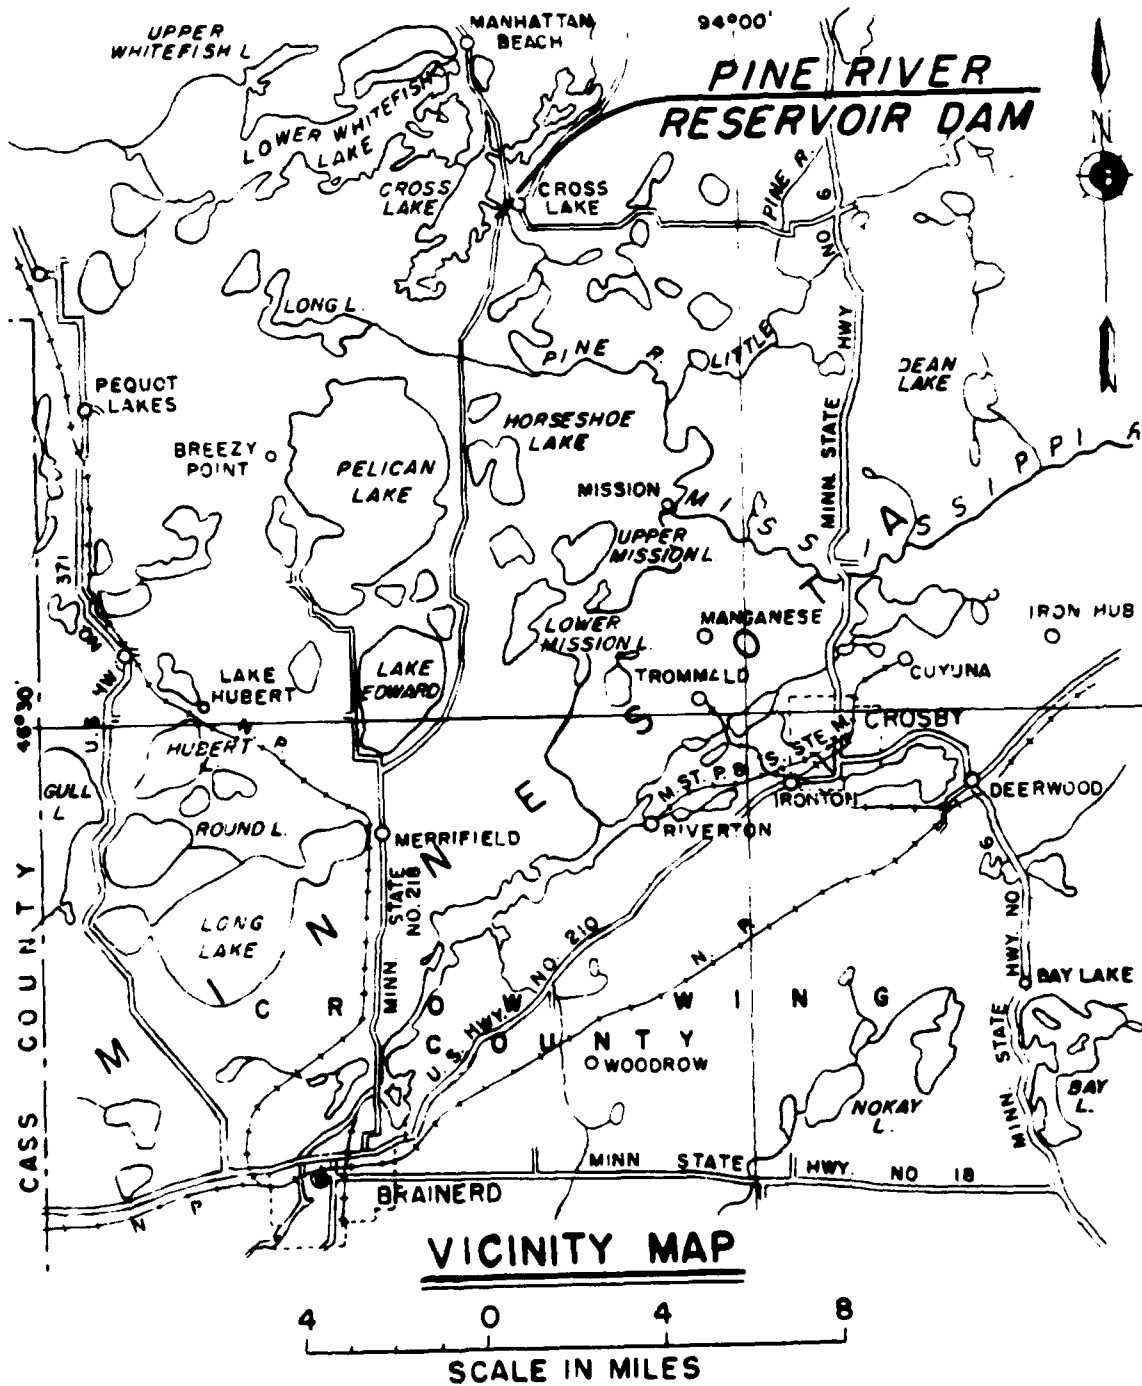 UPPER
WHITEFISH L
MANHATTAN
BEACH
94°00'
PINE RIVER
RESERVOIR DAM
N
LOWER WHITEFISH
LAKE
CROSS
LAKE
CROSS
LAKE
PINE R.
NO 6
LONG L.
PINE R.
LITTLE
MINN. STATE HWY
DEAN
LAKE
PEQUOT
LAKES
BREEZY
POINT
PELICAN
LAKE
HORSESHOE
LAKE
MISSION
MISSISSIPPI R
UPPER
MISSION L.
371
NO
U.S. HWY
LOWER
MISSION L.
MANGANESE
IRON HUB
LAKE
HUBERT
LAKE
EDWARD
TROMMALD
CUYUNA
46°30'
HUBERT
N P
CROSBY
GULL
L
M. ST. P. & S. STE. M.
IRONTON
DEERWOOD
ROUND L.
MERRIFIELD
RIVERTON
MINN STATE
NO. 218
LONG
LAKE
U.S. HWY. NO 210
N. P.
MINN STATE HWY NO 6
BAY LAKE
CROW WING
COUNTY
MINNESOTA
CASS COUNTY
WOODROW
NOKAY
L.
BAY
L.
MINN STATE HWY. NO 18
N P
BRAINERD
VICINITY MAP
4 0 4 8
SCALE IN MILES